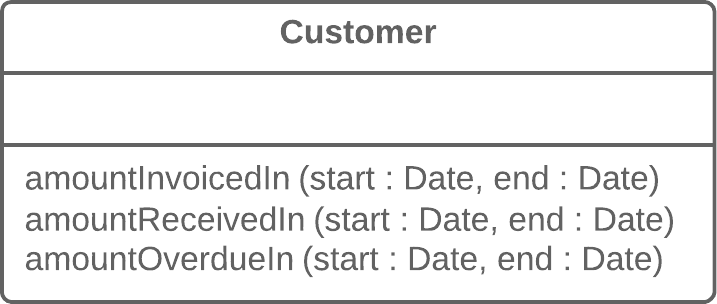 Customer
amountInvoicedIn (start : Date, end : Date)
amountReceivedIn (start : Date, end : Date)
amountOverdueIn (start : Date, end : Date)